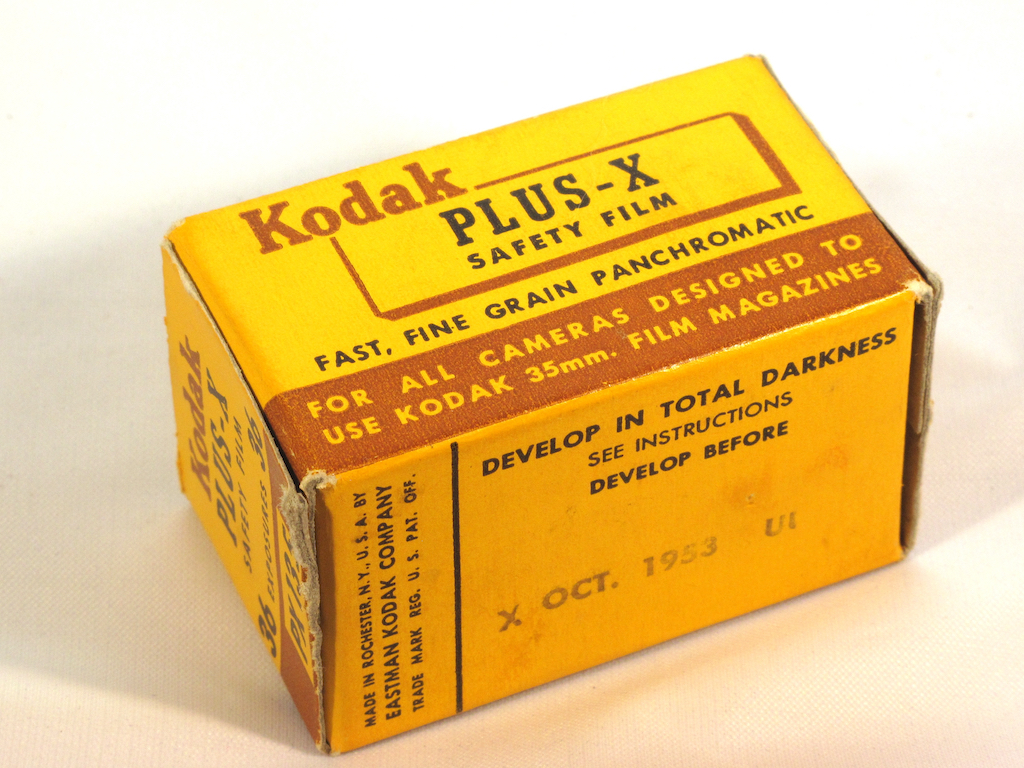 Kodak
PLUS-X
SAFETY FILM
FAST, FINE GRAIN PANCHROMATIC
FOR ALL CAMERAS DESIGNED TO
USE KODAK 35mm. FILM MAGAZINES
DEVELOP IN TOTAL DARKNESS
SEE INSTRUCTIONS
DEVELOP BEFORE
X OCT. 1953 UI
MADE IN ROCHESTER, N.Y., U.S.A. BY
EASTMAN KODAK COMPANY
TRADE MARK REG. U. S. PAT. OFF.
Kodak
PLUS-X
SAFETY FILM
36 EXPOSURES 36